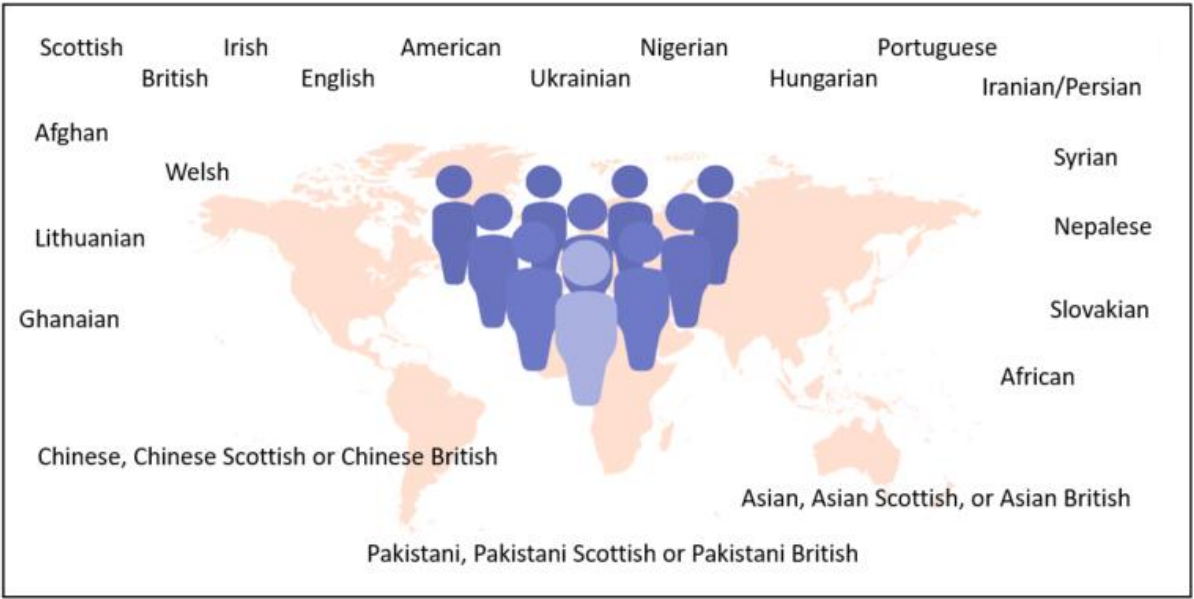 Scottish
Irish
American
Nigerian
Portuguese
British
English
Ukrainian
Hungarian
Iranian/Persian
Afghan
Syrian
Welsh
Nepalese
Lithuanian
Slovakian
Ghanaian
African
Chinese, Chinese Scottish or Chinese British
Asian, Asian Scottish, or Asian British
Pakistani, Pakistani Scottish or Pakistani British